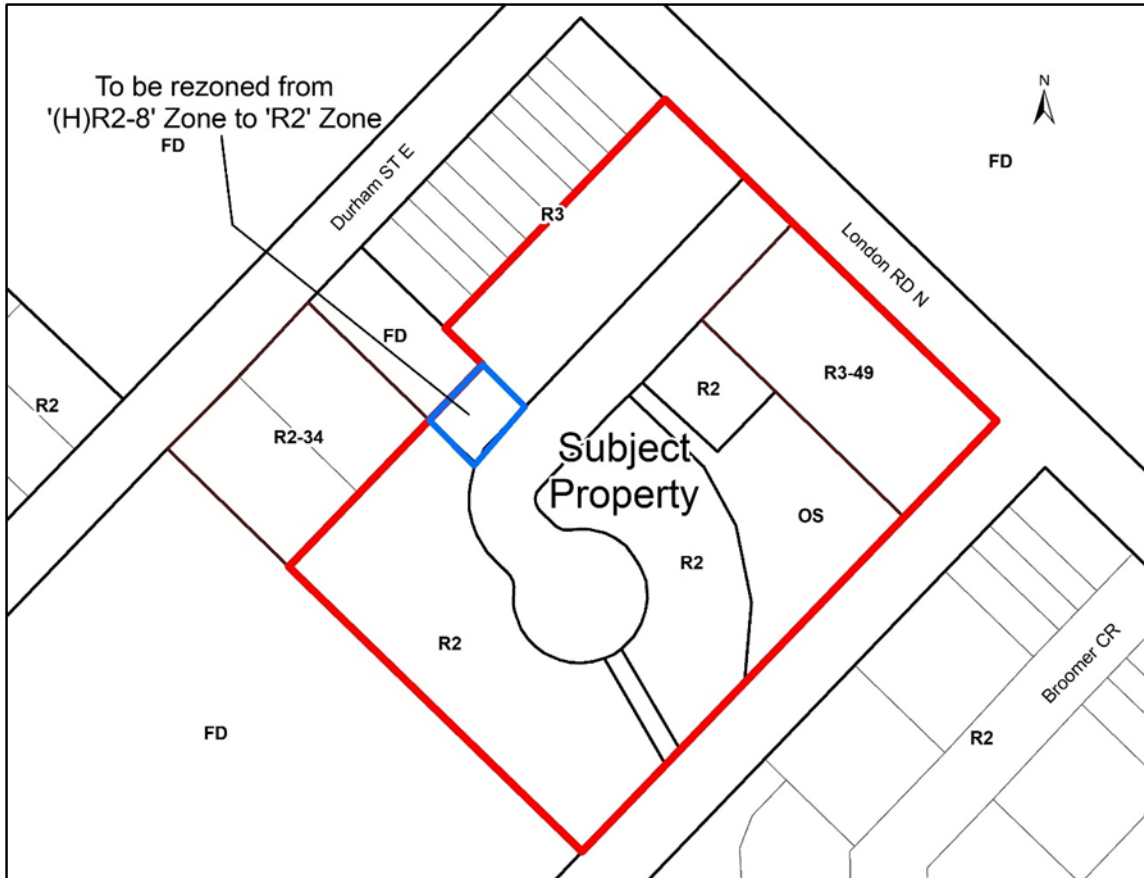 To be rezoned from
'(H)R2-8' Zone to 'R2' Zone
FD
Durham ST E
N
FD
R3
London RD N
FD
R2
R2-34
R2
R3-49
Subject
Property
OS
R2
R2
FD
Broomer CR
R2